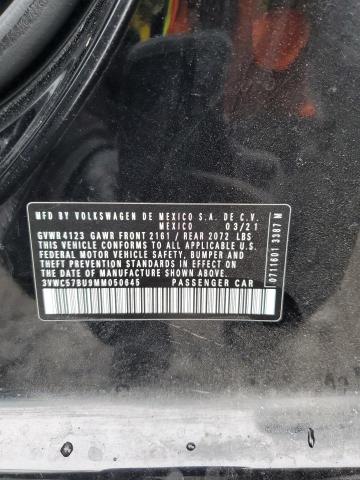 MFD BY VOLKSWAGEN DE MEXICO S.A. DE C.V.
MEXICO 03/21
GVWR 4123 GAWR FRONT 2161 / REAR 2072 LBS
THIS VEHICLE CONFORMS TO ALL APPLICABLE U.S.
FEDERAL MOTOR VEHICLE SAFETY, BUMPER, AND
THEFT PREVENTION STANDARDS IN EFFECT ON THE
DATE OF MANUFACTURE SHOWN ABOVE.
3VWC57BU9MM050645 PASSENGER CAR
0711601 3387 M